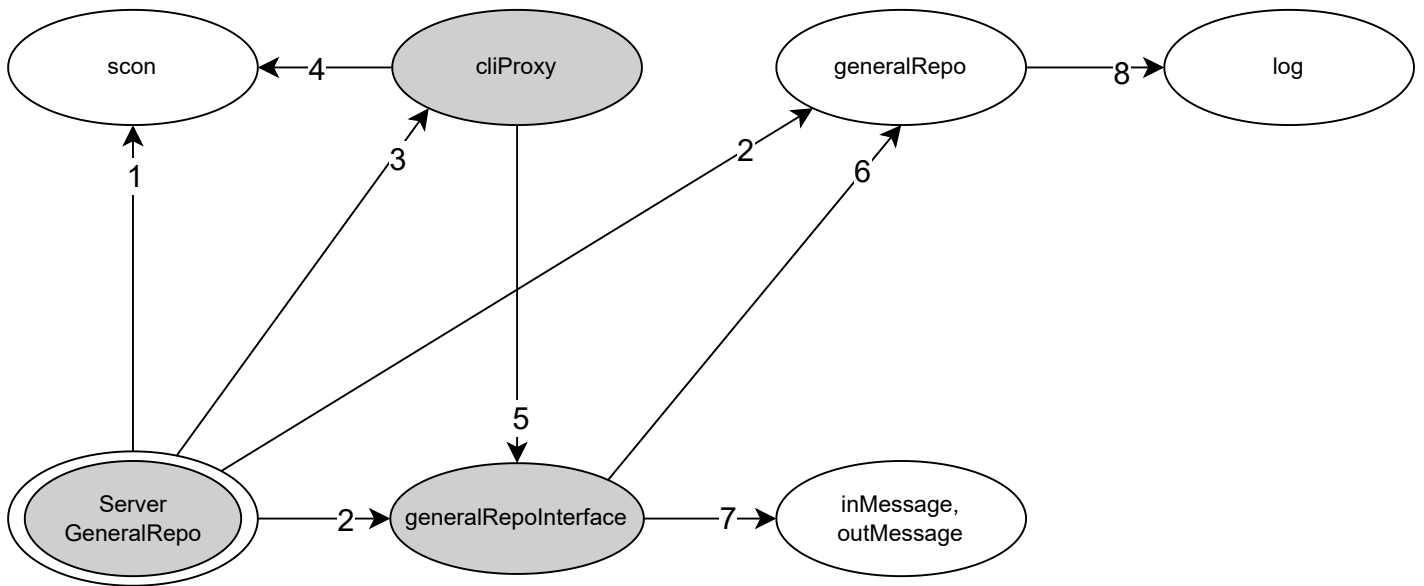 scon
4
cliProxy
generalRepo
8
log
1
3
2
6
5
Server
GeneralRepo
2
generalRepoInterface
7
inMessage,
outMessage